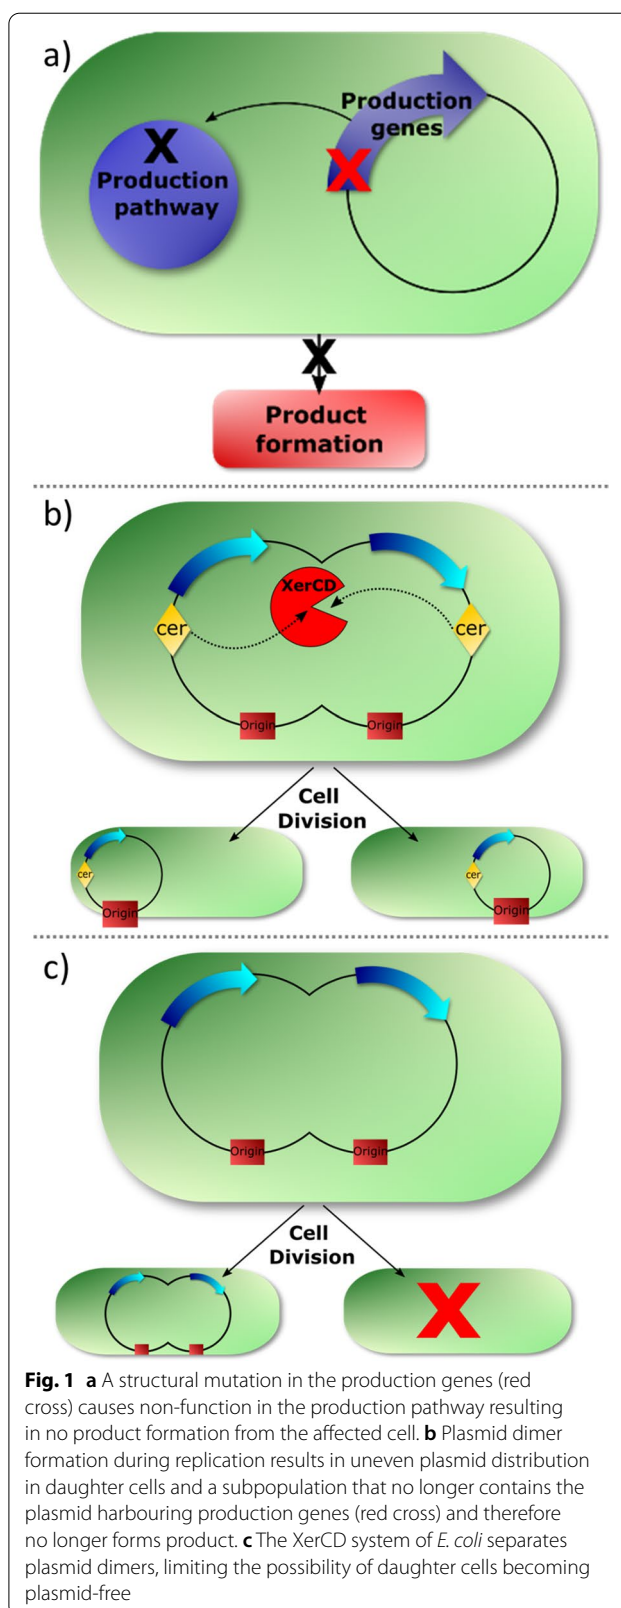 a)
Production
genes
X
X
Production
pathway
X
Product
formation
b)
XerCD
cer
cer
Origin
Origin
Cell
Division
cer
Origin
cer
Origin
c)
Origin
Origin
Cell
Division
X
Fig. 1 a A structural mutation in the production genes (red
cross) causes non-function in the production pathway resulting
in no product formation from the affected cell. b Plasmid dimer
formation during replication results in uneven plasmid distribution
in daughter cells and a subpopulation that no longer contains the
plasmid harbouring production genes (red cross) and therefore
no longer forms product. c The XerCD system of E. coli separates
plasmid dimers, limiting the possibility of daughter cells becoming
plasmid-free